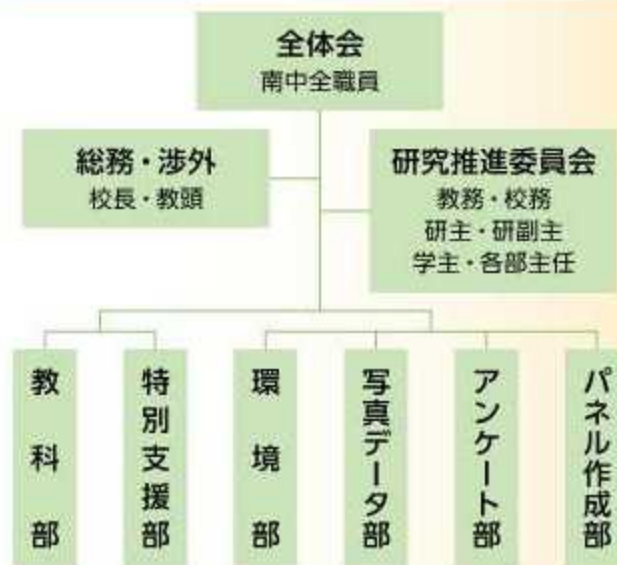 全体会
南中全職員
総務・渉外
校長・教頭
研究推進委員会
教務・校務
研主・研副主
学主・各部主任
教科部
特別支援部
環境部
写真データ部
アンケート部
パネル作成部